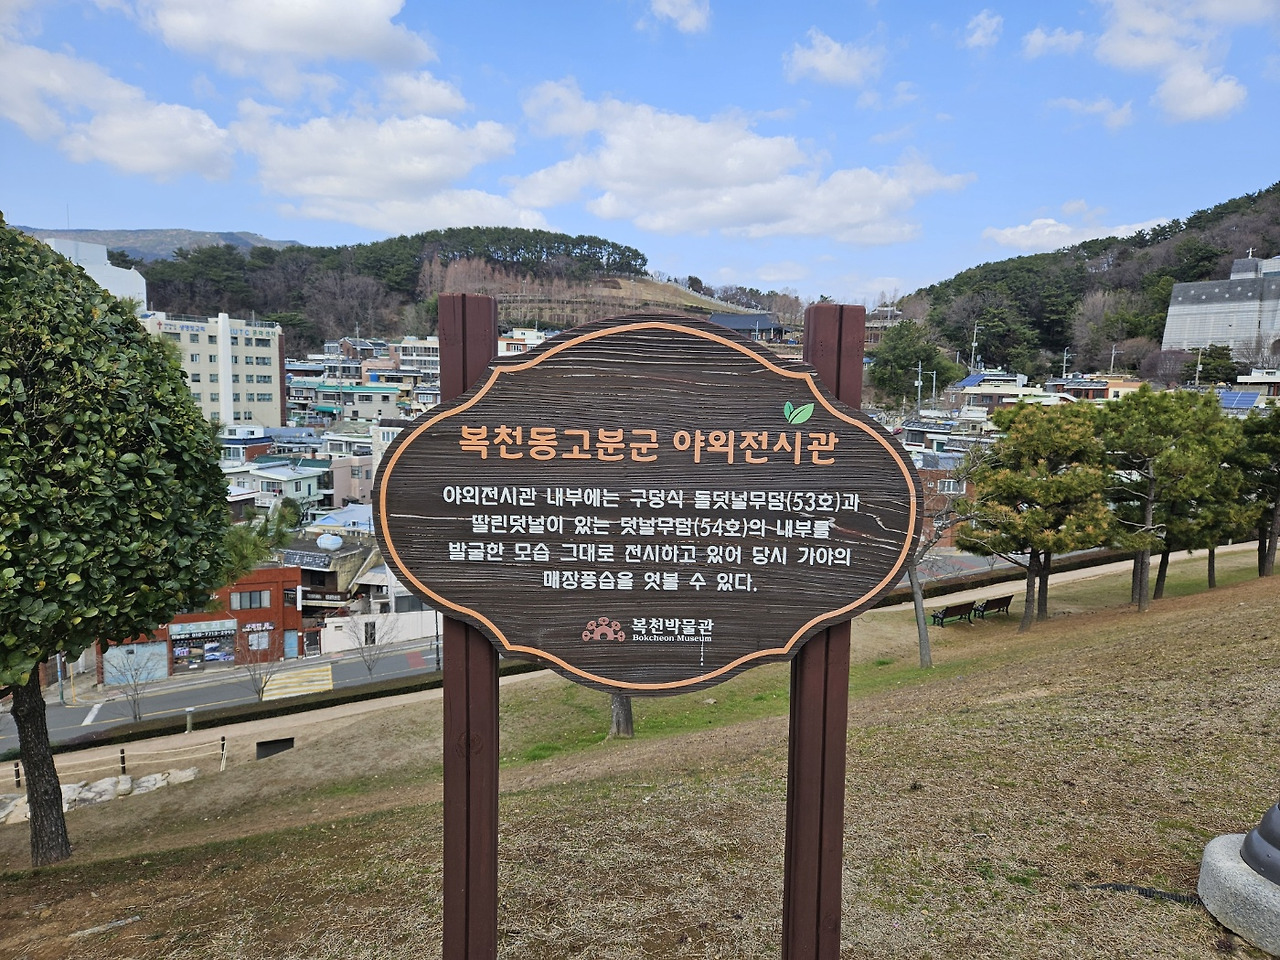 복천동고분군 야외전시관
야외전시관 내부에는 구덩식 돌덧널무덤(53호)과
딸린덧널이 있는 덧널무덤(54호)의 내부를
발굴한 모습 그대로 전시하고 있어 당시 가야의
매장풍습을 엿볼 수 있다.
복천박물관
Bokcheon Museum
UTC